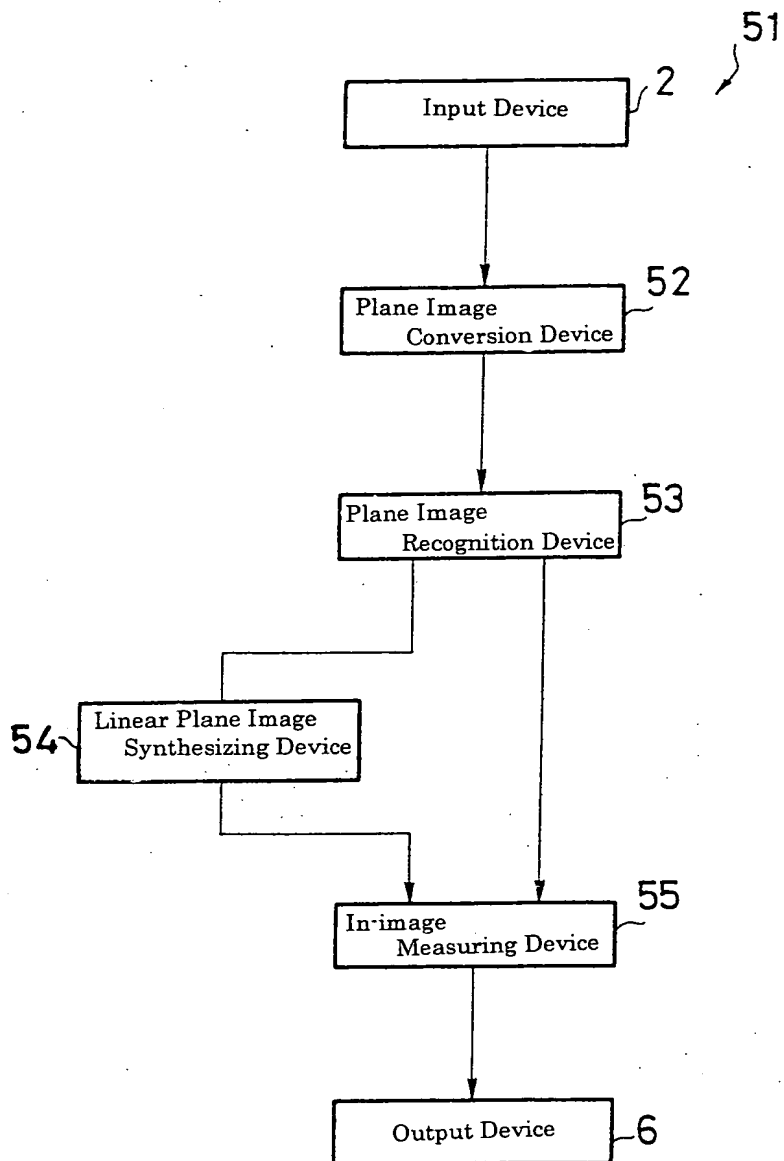 51
Input Device
2
Plane Image
52
Conversion Device
Plane Image
53
Recognition Device
Linear Plane Image
54
Synthesizing Device
In-image
55
Measuring Device
Output Device
6